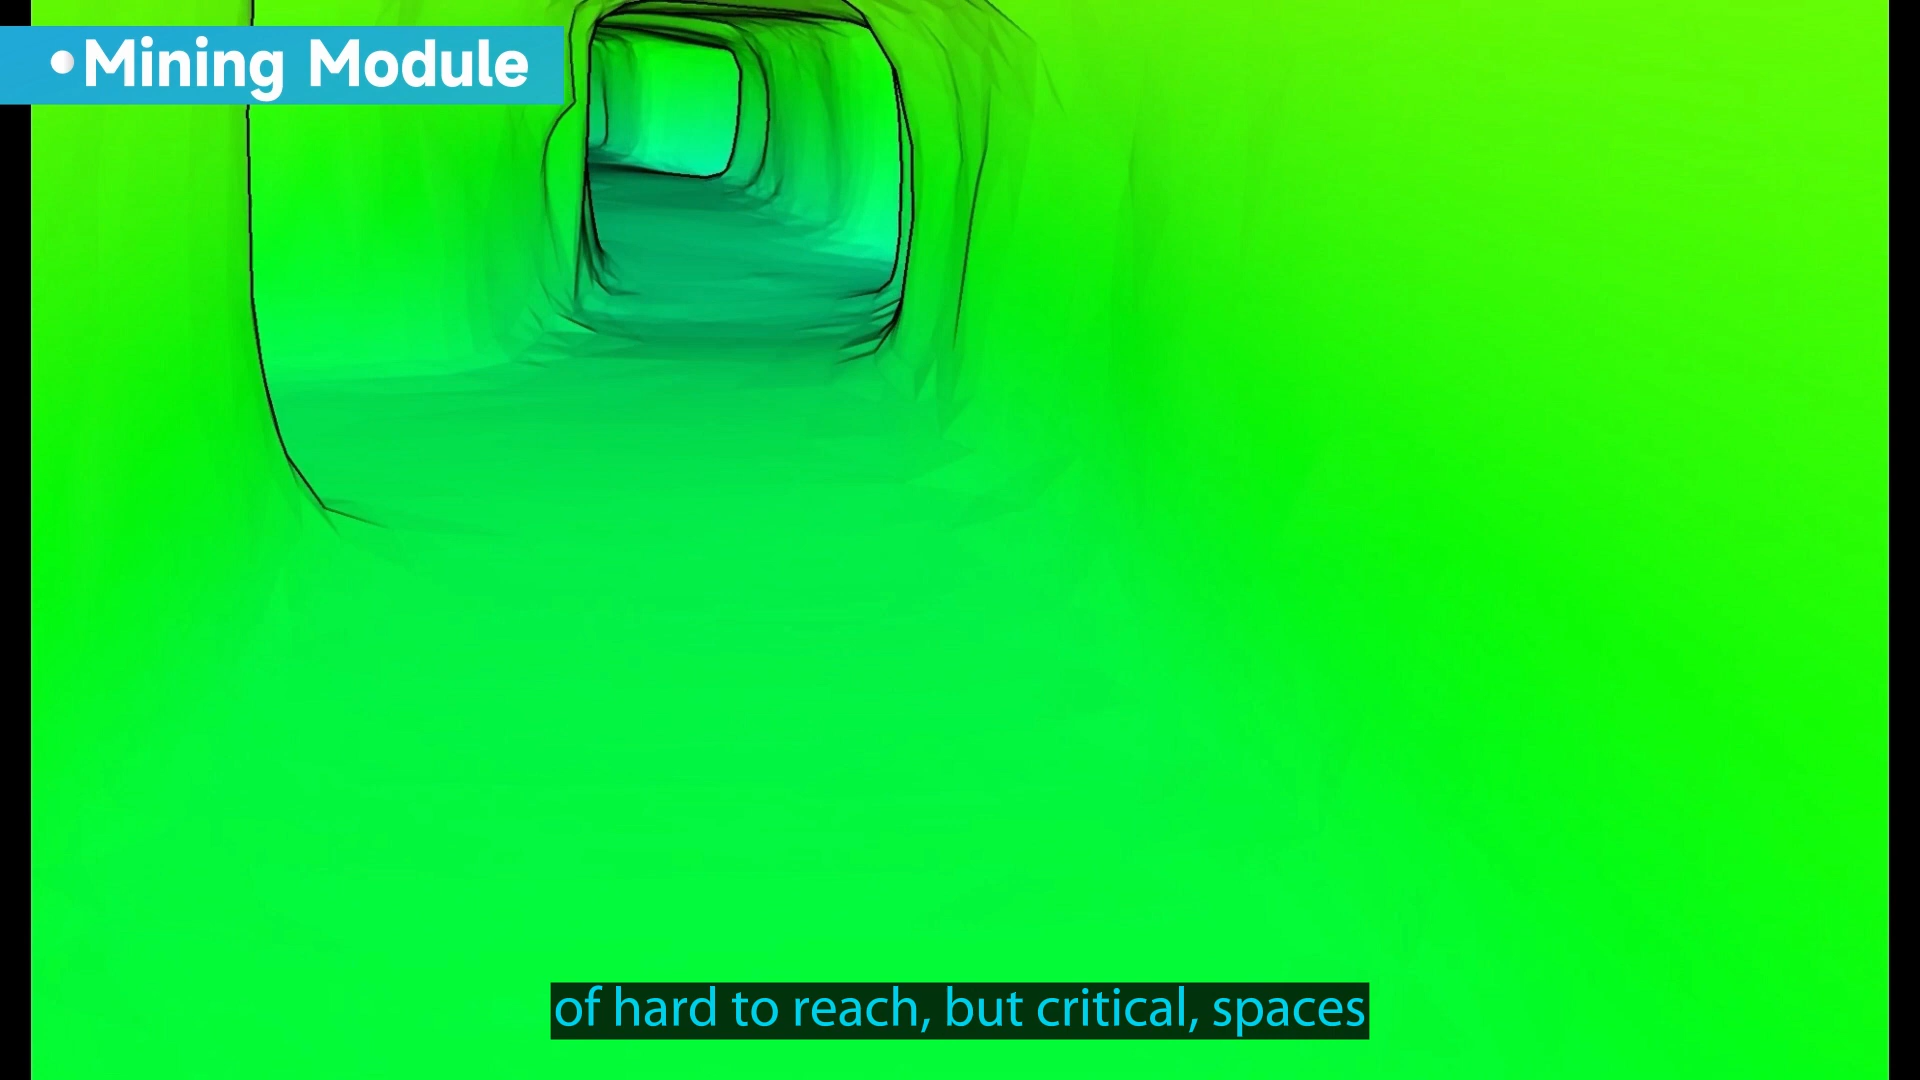 •Mining Module
of hard to reach, but critical, spaces